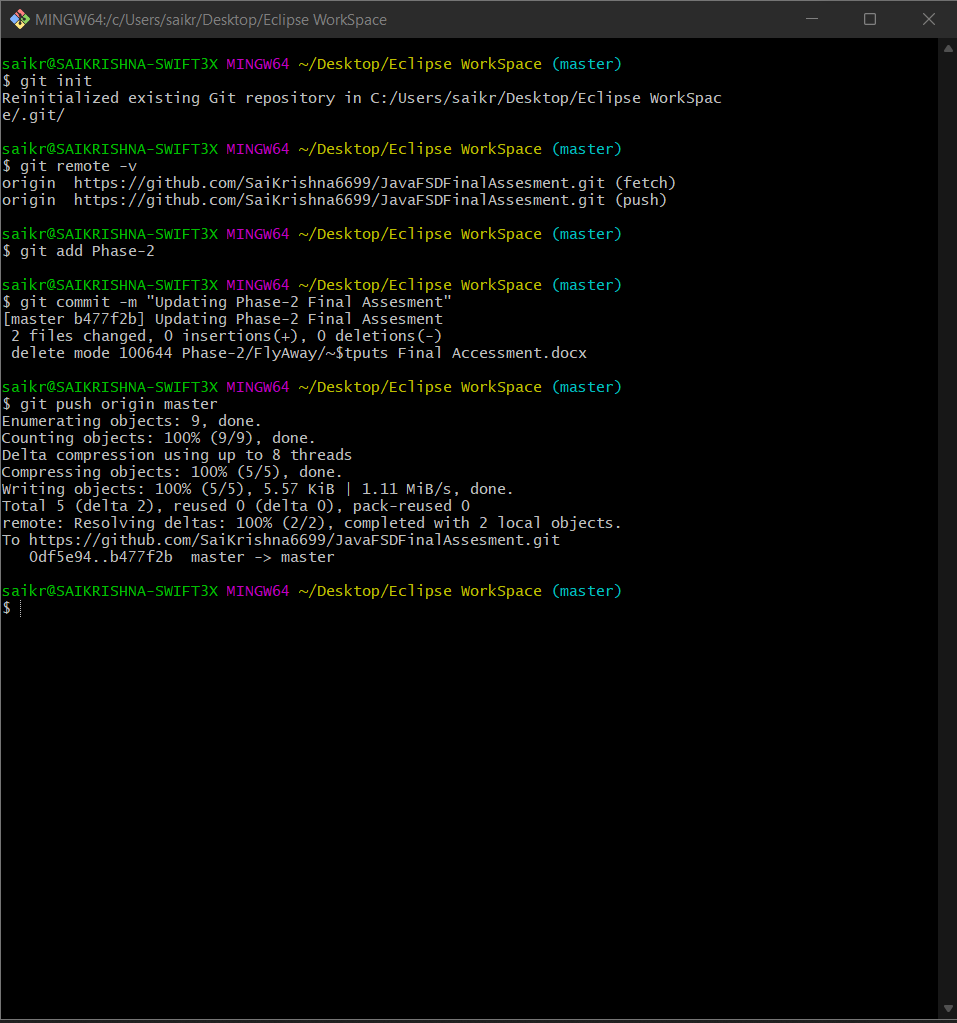 MINGW64:/c/Users/saikr/Desktop/Eclipse WorkSpace
saikr@SAIKRISHNA-SWIFT3X MINGW64 ~/Desktop/Eclipse WorkSpace (master)
$ git init
Reinitialized existing Git repository in C:/Users/saikr/Desktop/Eclipse WorkSpac
e/.git/
saikr@SAIKRISHNA-SWIFT3X MINGW64 ~/Desktop/Eclipse WorkSpace (master)
$ git remote -v
origin  https://github.com/SaiKrishna6699/JavaFSDFinalAssesment.git (fetch)
origin  https://github.com/SaiKrishna6699/JavaFSDFinalAssesment.git (push)
saikr@SAIKRISHNA-SWIFT3X MINGW64 ~/Desktop/Eclipse WorkSpace (master)
$ git add Phase-2
saikr@SAIKRISHNA-SWIFT3X MINGW64 ~/Desktop/Eclipse WorkSpace (master)
$ git commit -m "Updating Phase-2 Final Assesment"
[master b477f2b] Updating Phase-2 Final Assesment
 2 files changed, 0 insertions(+), 0 deletions(-)
 delete mode 100644 Phase-2/FlyAway/~$tputs Final Accessment.docx
saikr@SAIKRISHNA-SWIFT3X MINGW64 ~/Desktop/Eclipse WorkSpace (master)
$ git push origin master
Enumerating objects: 9, done.
Counting objects: 100% (9/9), done.
Delta compression using up to 8 threads
Compressing objects: 100% (5/5), done.
Writing objects: 100% (5/5), 5.57 KiB | 1.11 MiB/s, done.
Total 5 (delta 2), reused 0 (delta 0), pack-reused 0
remote: Resolving deltas: 100% (2/2), completed with 2 local objects.
To https://github.com/SaiKrishna6699/JavaFSDFinalAssesment.git
   0df5e94..b477f2b  master -> master
saikr@SAIKRISHNA-SWIFT3X MINGW64 ~/Desktop/Eclipse WorkSpace (master)
$